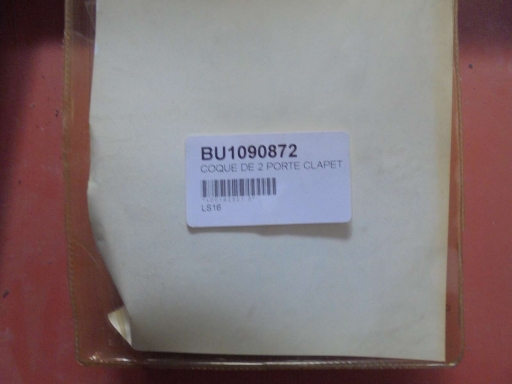 BU1090872
COQUE DE 2 PORTE CLAPET
LS16